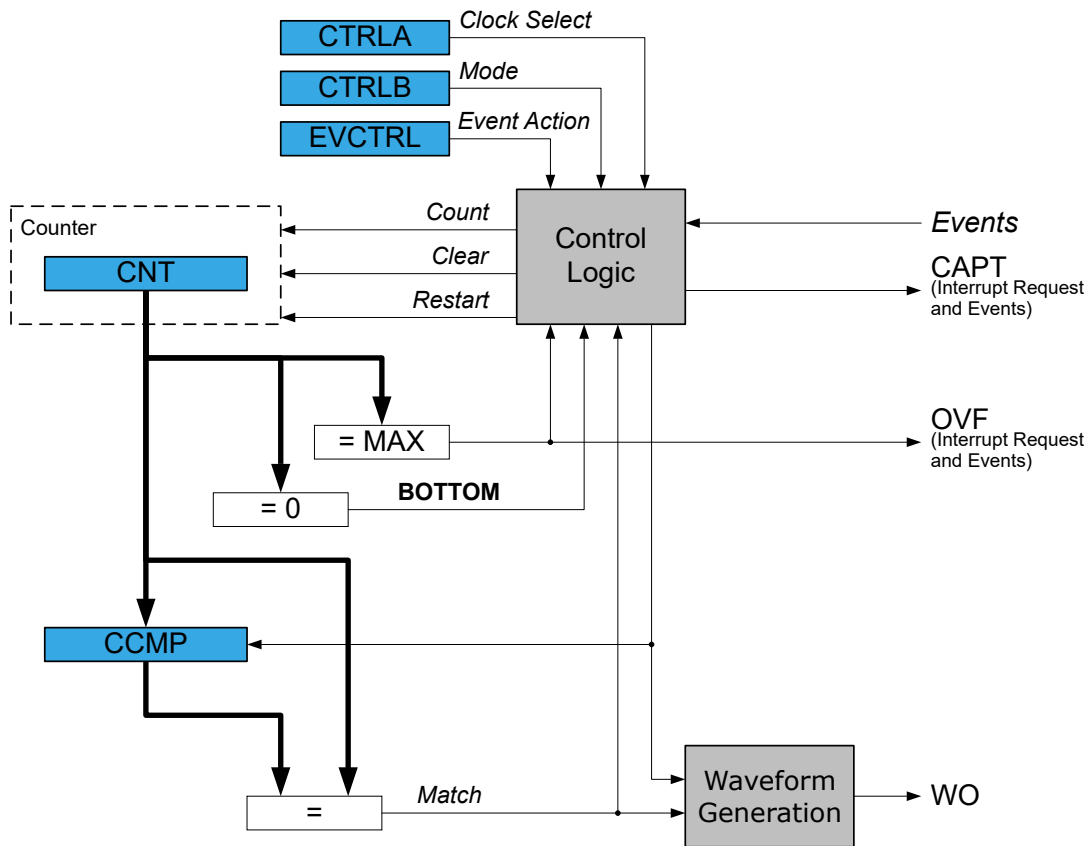 CTRLA
Clock Select
CTRLB
Mode
EVCTRL
Event Action
Counter
CNT
Count
Clear
Restart
Control
Logic
Events
CAPT
(Interrupt Request
and Events)
= MAX
OVF
(Interrupt Request
and Events)
= 0
BOTTOM
CCMP
=
Match
Waveform
Generation
WO